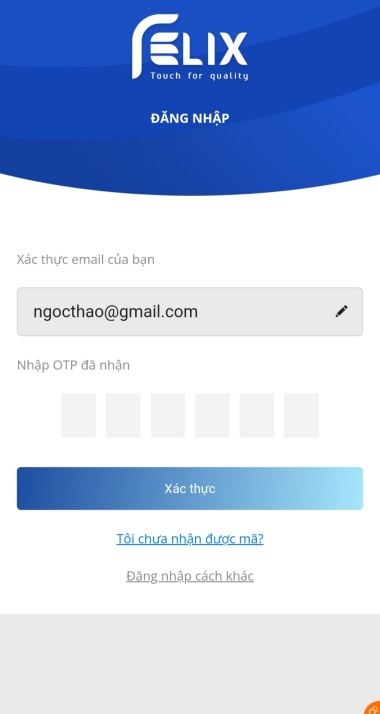 FELIX
Touch for quality
ĐĂNG NHẬP
Xác thực email của bạn
ngocthao@gmail.com
Nhập OTP đã nhận
Xác thực
Tôi chưa nhận được mã?
Đăng nhập cách khác